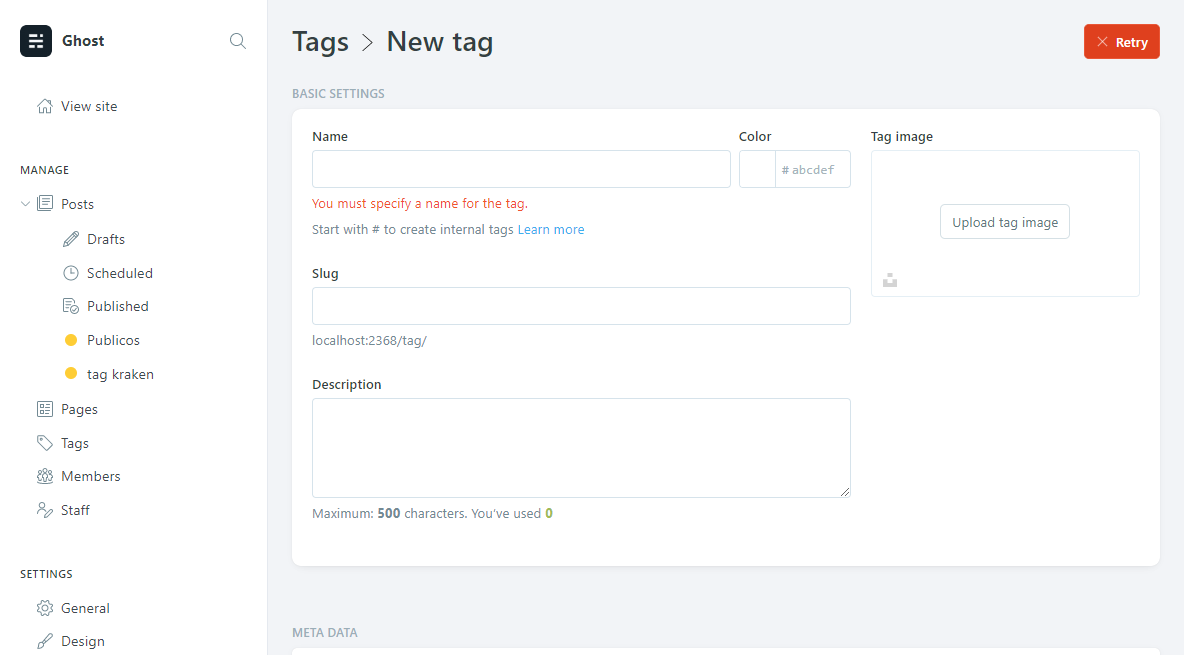 Ghost
View site
MANAGE
Posts
Drafts
Scheduled
Published
Publicos
tag kraken
Pages
Tags
Members
Staff
SETTINGS
General
Design
Tags > New tag
Retry
BASIC SETTINGS
Name
Color
# abcdef
You must specify a name for the tag.
Start with # to create internal tags Learn more
Slug
localhost:2368/tag/
Description
Maximum: 500 characters. You've used 0
Tag image
Upload tag image
META DATA